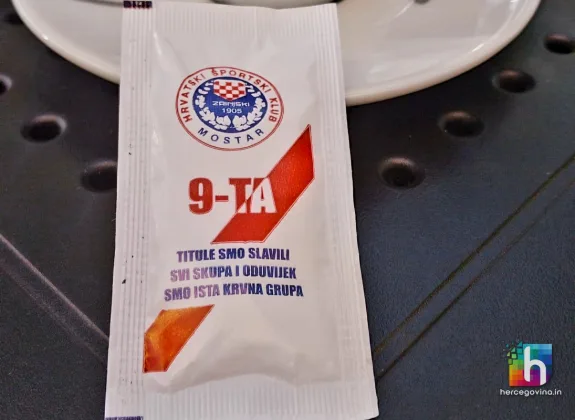 HRVATSKI ŠPORTSKI KLUB
ZRINJSKI
1905
MOSTAR
9-TA
TITULE SMO SLAVILI
SVI SKUPA I ODUVIJEK
SMO ISTA KRVNA GRUPA
h
hercegovina.in